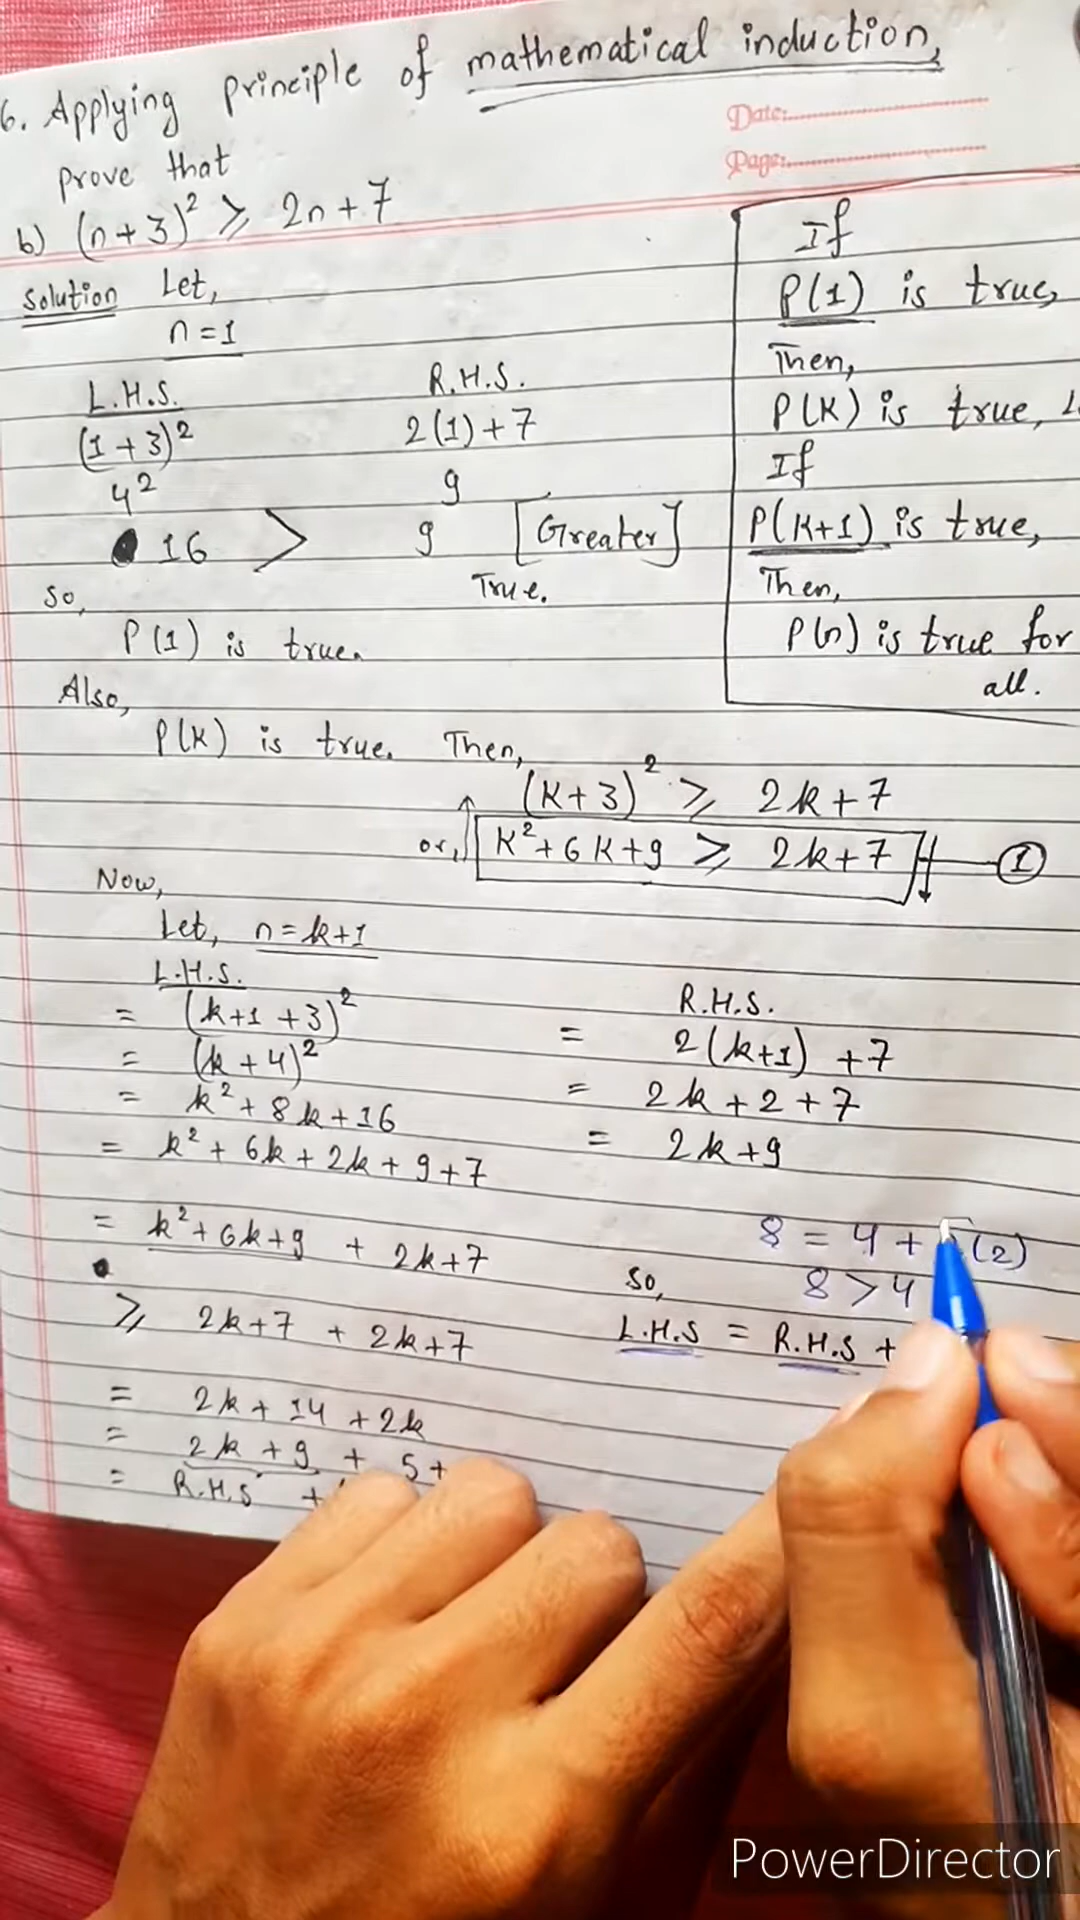 6. Applying principle of mathematical induction,
prove that
Date:
Page:
b) (n+3)² ≥ 2n+7
Solution Let,
n=1
L.H.S. R.H.S.
(1+3)² 2(1)+7
4² 9
16 > 9 [Greater]
True.
So,
P(1) is true.
If
P(1) is true,
Then,
P(K) is true,
If
P(K+1) is true,
Then,
P(n) is true for
all.
Also,
P(K) is true. Then,
(K+3)² ≥ 2k+7
or, K²+6K+9 ≥ 2k+7 1
Now,
Let, n=k+1
L.H.S.
= (k+1+3)²
= (k+4)²
= k²+8k+16
= k²+6k+2k+9+7
= k²+6k+9 + 2k+7
≥ 2k+7 + 2k+7
= 2k+14+2k
= 2k+9 + 5+
= R.H.S +
R.H.S.
= 2(k+1)+7
= 2k+2+7
= 2k+9
8 = 4 + (2)
8 > 4
So,
L.H.S = R.H.S +
PowerDirector